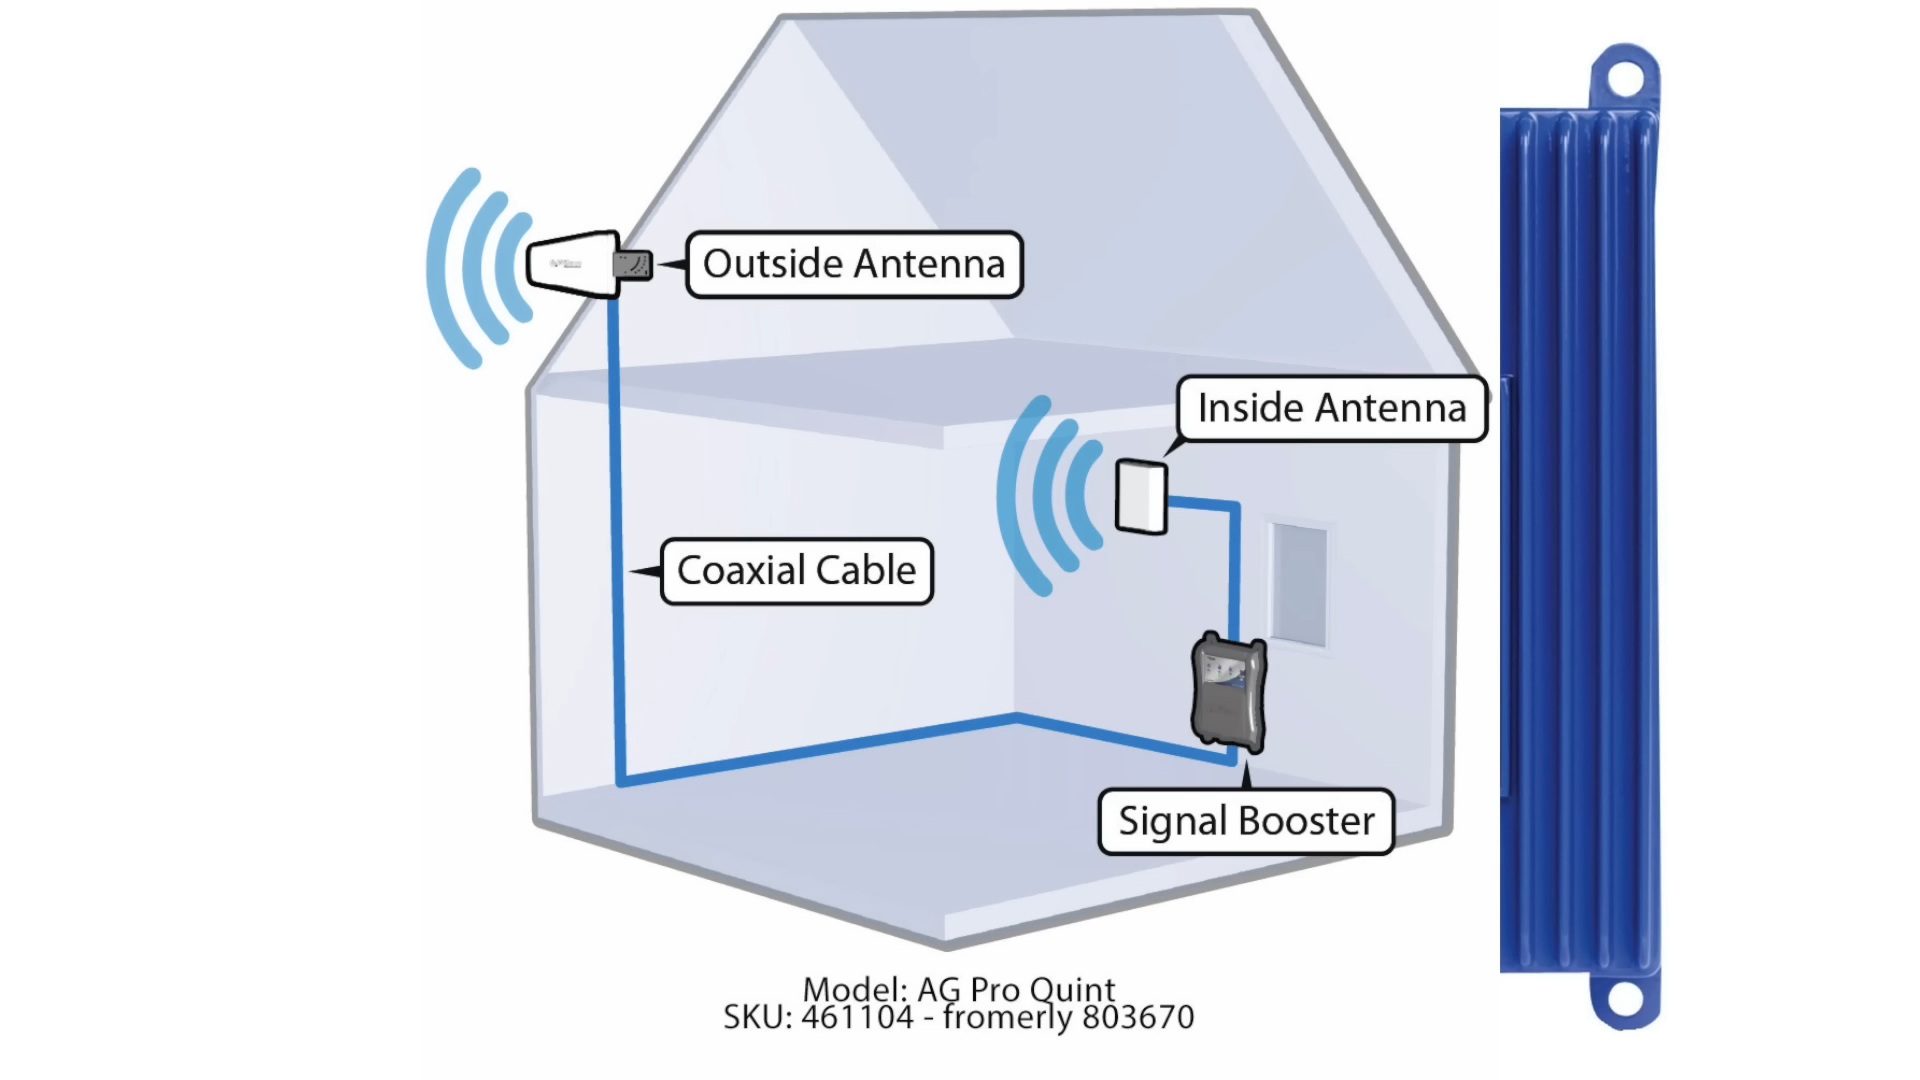 Outside Antenna
Inside Antenna
Coaxial Cable
Signal Booster
Model: AG Pro Quint
SKU: 461104 - fromerly 803670